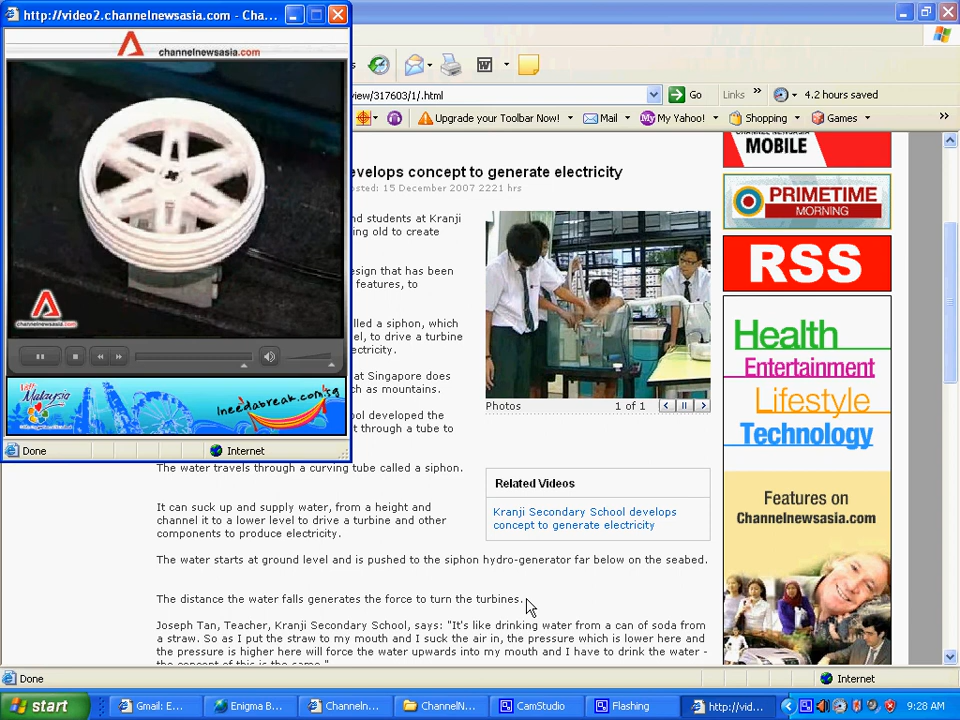 http://video2.channelnewsasia.com - Cha...
channelnewsasia.com
channelnewsasia.com
Visit Malaysia
Ineedabreak.com.sg
Done
Internet
view/317603/1/.html
Go
Links
»
4.2 hours saved
Upgrade your Toolbar Now!
Mail
My Yahoo!
Shopping
Games
»
evelops concept to generate electricity
osted: 15 December 2007 2221 hrs
nd students at Kranji
ing old to create
esign that has been
features, to
lled a siphon, which
el, to drive a turbine
ectricity.
at Singapore does
ch as mountains.
ool developed the
t through a tube to
The water travels through a curving tube called a siphon.
It can suck up and supply water, from a height and
channel it to a lower level to drive a turbine and other
components to produce electricity.
The water starts at ground level and is pushed to the siphon hydro-generator far below on the seabed.
The distance the water falls generates the force to turn the turbines.
Joseph Tan, Teacher, Kranji Secondary School, says: "It's like drinking water from a can of soda from
a straw. So as I put the straw to my mouth and I suck the air in, the pressure which is lower here and
the pressure is higher here will force the water upwards into my mouth and I have to drink the water -
the concept of this is the same."
Photos
1 of 1
Related Videos
Kranji Secondary School develops
concept to generate electricity
CHANNEL NEWSASIA
MOBILE
PRIMETIME
MORNING
RSS
Health
Entertainment
Lifestyle
Technology
Features on
Channelnewsasia.com
Done
Internet
start
Gmail: E...
Enigma B...
Channeln...
ChannelN...
CamStudio
Flashing
http://vid...
9:28 AM